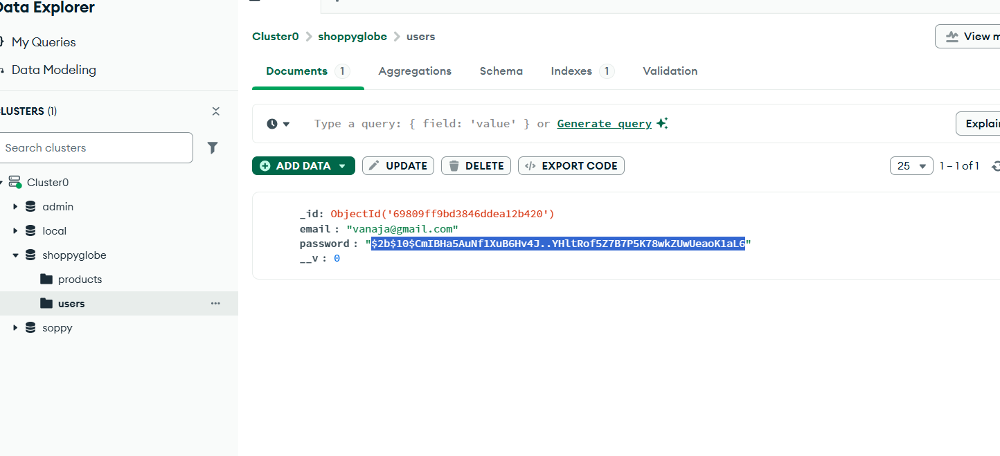 Data Explorer
My Queries
Data Modeling
CLUSTERS (1)
Search clusters
Cluster0
admin
local
shoppyglobe
products
users
soppy
Cluster0 > shoppyglobe > users
View m
Documents 1 Aggregations Schema Indexes 1 Validation
Type a query: { field: 'value' } or Generate query
Explai
ADD DATA UPDATE DELETE EXPORT CODE
25 1 – 1 of 1
_id: ObjectId('69809ff9bd3846ddea12b420')
email : "vanaja@gmail.com"
password : "$2b$10$CmIBHa5AuNf1XuB6Hv4J..YHltRof5Z7B7P5K78wkZUwUeaoK1aL6"
__v : 0